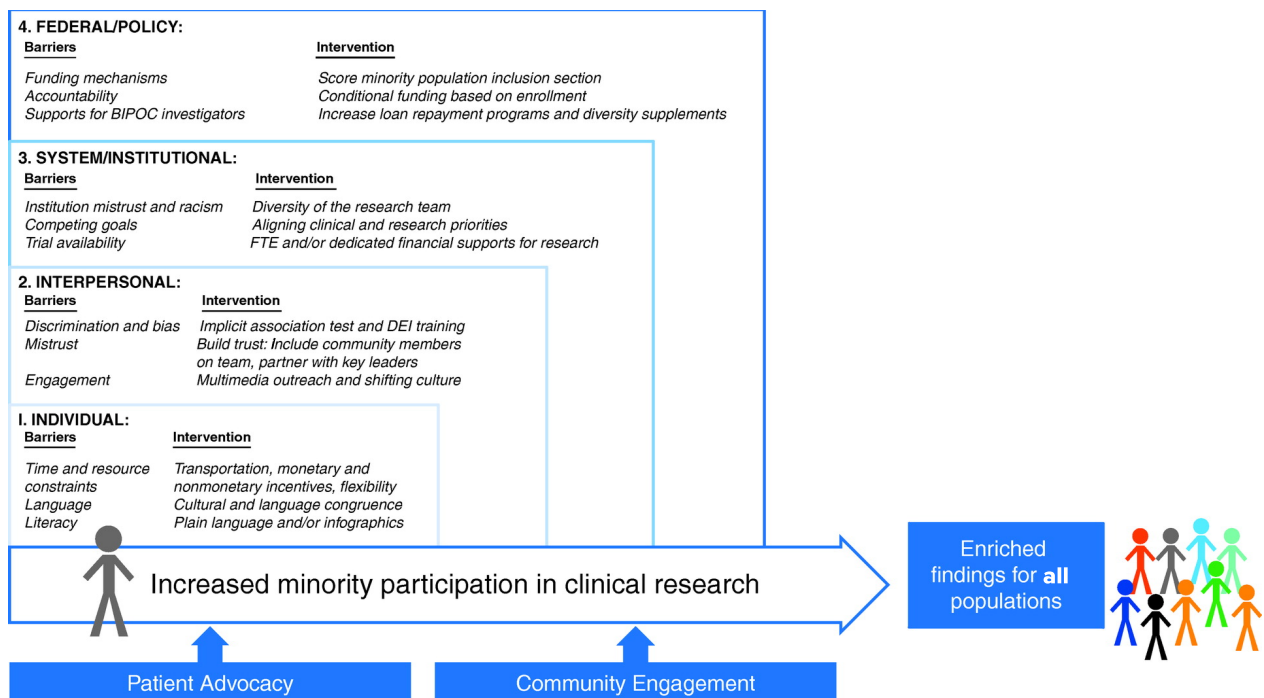 4. FEDERAL/POLICY:
Barriers Intervention
Funding mechanisms Score minority population inclusion section
Accountability Conditional funding based on enrollment
Supports for BIPOC investigators Increase loan repayment programs and diversity supplements
3. SYSTEM/INSTITUTIONAL:
Barriers Intervention
Institution mistrust and racism Diversity of the research team
Competing goals Aligning clinical and research priorities
Trial availability FTE and/or dedicated financial supports for research
2. INTERPERSONAL:
Barriers Intervention
Discrimination and bias Implicit association test and DEI training
Mistrust Build trust: Include community members
on team, partner with key leaders
Engagement Multimedia outreach and shifting culture
I. INDIVIDUAL:
Barriers Intervention
Time and resource Transportation, monetary and
constraints nonmonetary incentives, flexibility
Language Cultural and language congruence
Literacy Plain language and/or infographics
Increased minority participation in clinical research
Enriched
findings for all
populations
Patient Advocacy Community Engagement